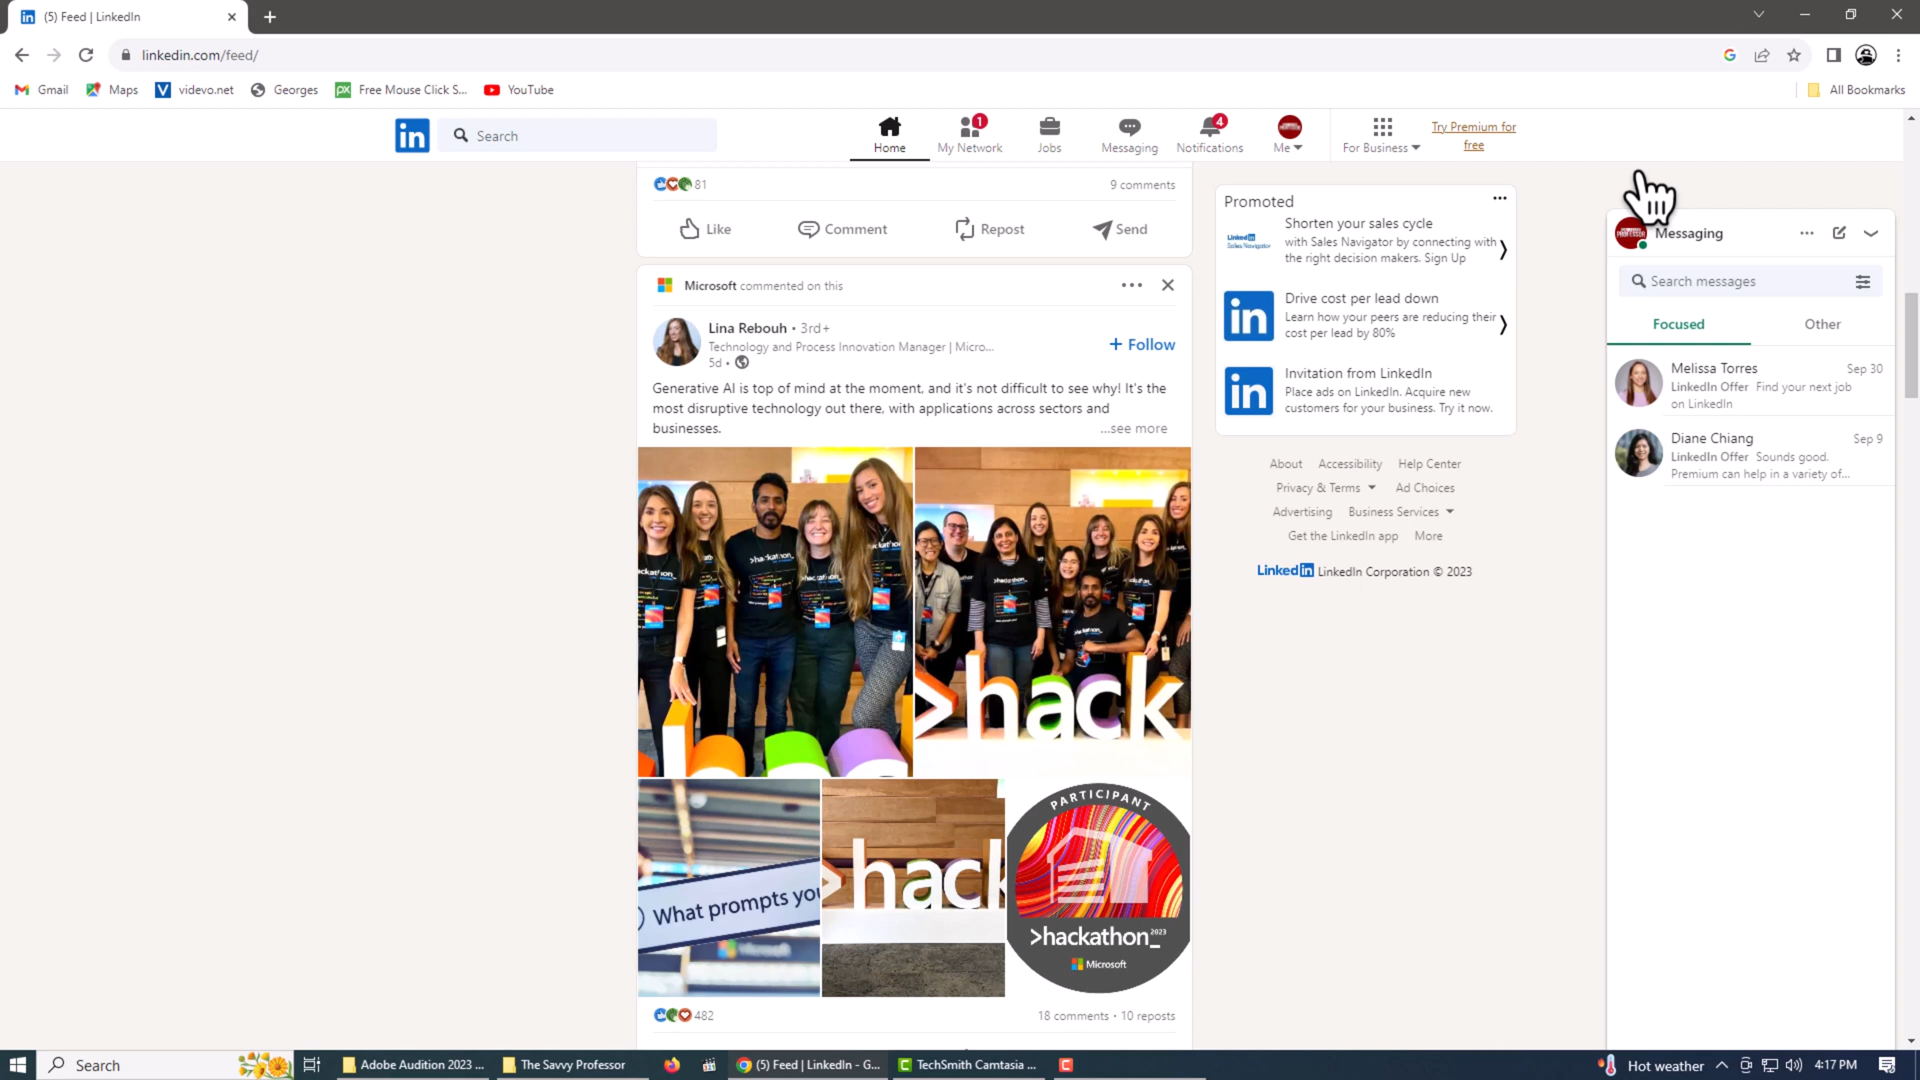 (5) Feed | LinkedIn
linkedin.com/feed/
Gmail Maps videvo.net Georges Free Mouse Click S... YouTube All Bookmarks
in Search
Home
1 My Network
Jobs
Messaging
4 Notifications
Me
For Business
Try Premium for
free
81 9 comments
Like Comment Repost Send
Microsoft commented on this
Lina Rebouh • 3rd+
Technology and Process Innovation Manager | Micro...
5d •
+ Follow
Generative AI is top of mind at the moment, and it's not difficult to see why! It's the
most disruptive technology out there, with applications across sectors and
businesses. ...see more
>hack
What prompts you
>hack
PARTICIPANT
>hackathon_ 2023
Microsoft
482 18 comments • 10 reposts
Promoted
Shorten your sales cycle
with Sales Navigator by connecting with
the right decision makers. Sign Up
LinkedIn
Sales Navigator
Drive cost per lead down
Learn how your peers are reducing their
cost per lead by 80%
in
Invitation from LinkedIn
Place ads on LinkedIn. Acquire new
customers for your business. Try it now.
in
About Accessibility Help Center
Privacy & Terms Ad Choices
Advertising Business Services
Get the LinkedIn app More
LinkedIn LinkedIn Corporation © 2023
Messaging
Search messages
Focused Other
Melissa Torres Sep 30
LinkedIn Offer Find your next job
on LinkedIn
Diane Chiang Sep 9
LinkedIn Offer Sounds good.
Premium can help in a variety of...
Search
Adobe Audition 2023 ...
The Savvy Professor
(5) Feed | LinkedIn - G...
TechSmith Camtasia ...
Hot weather
4:17 PM